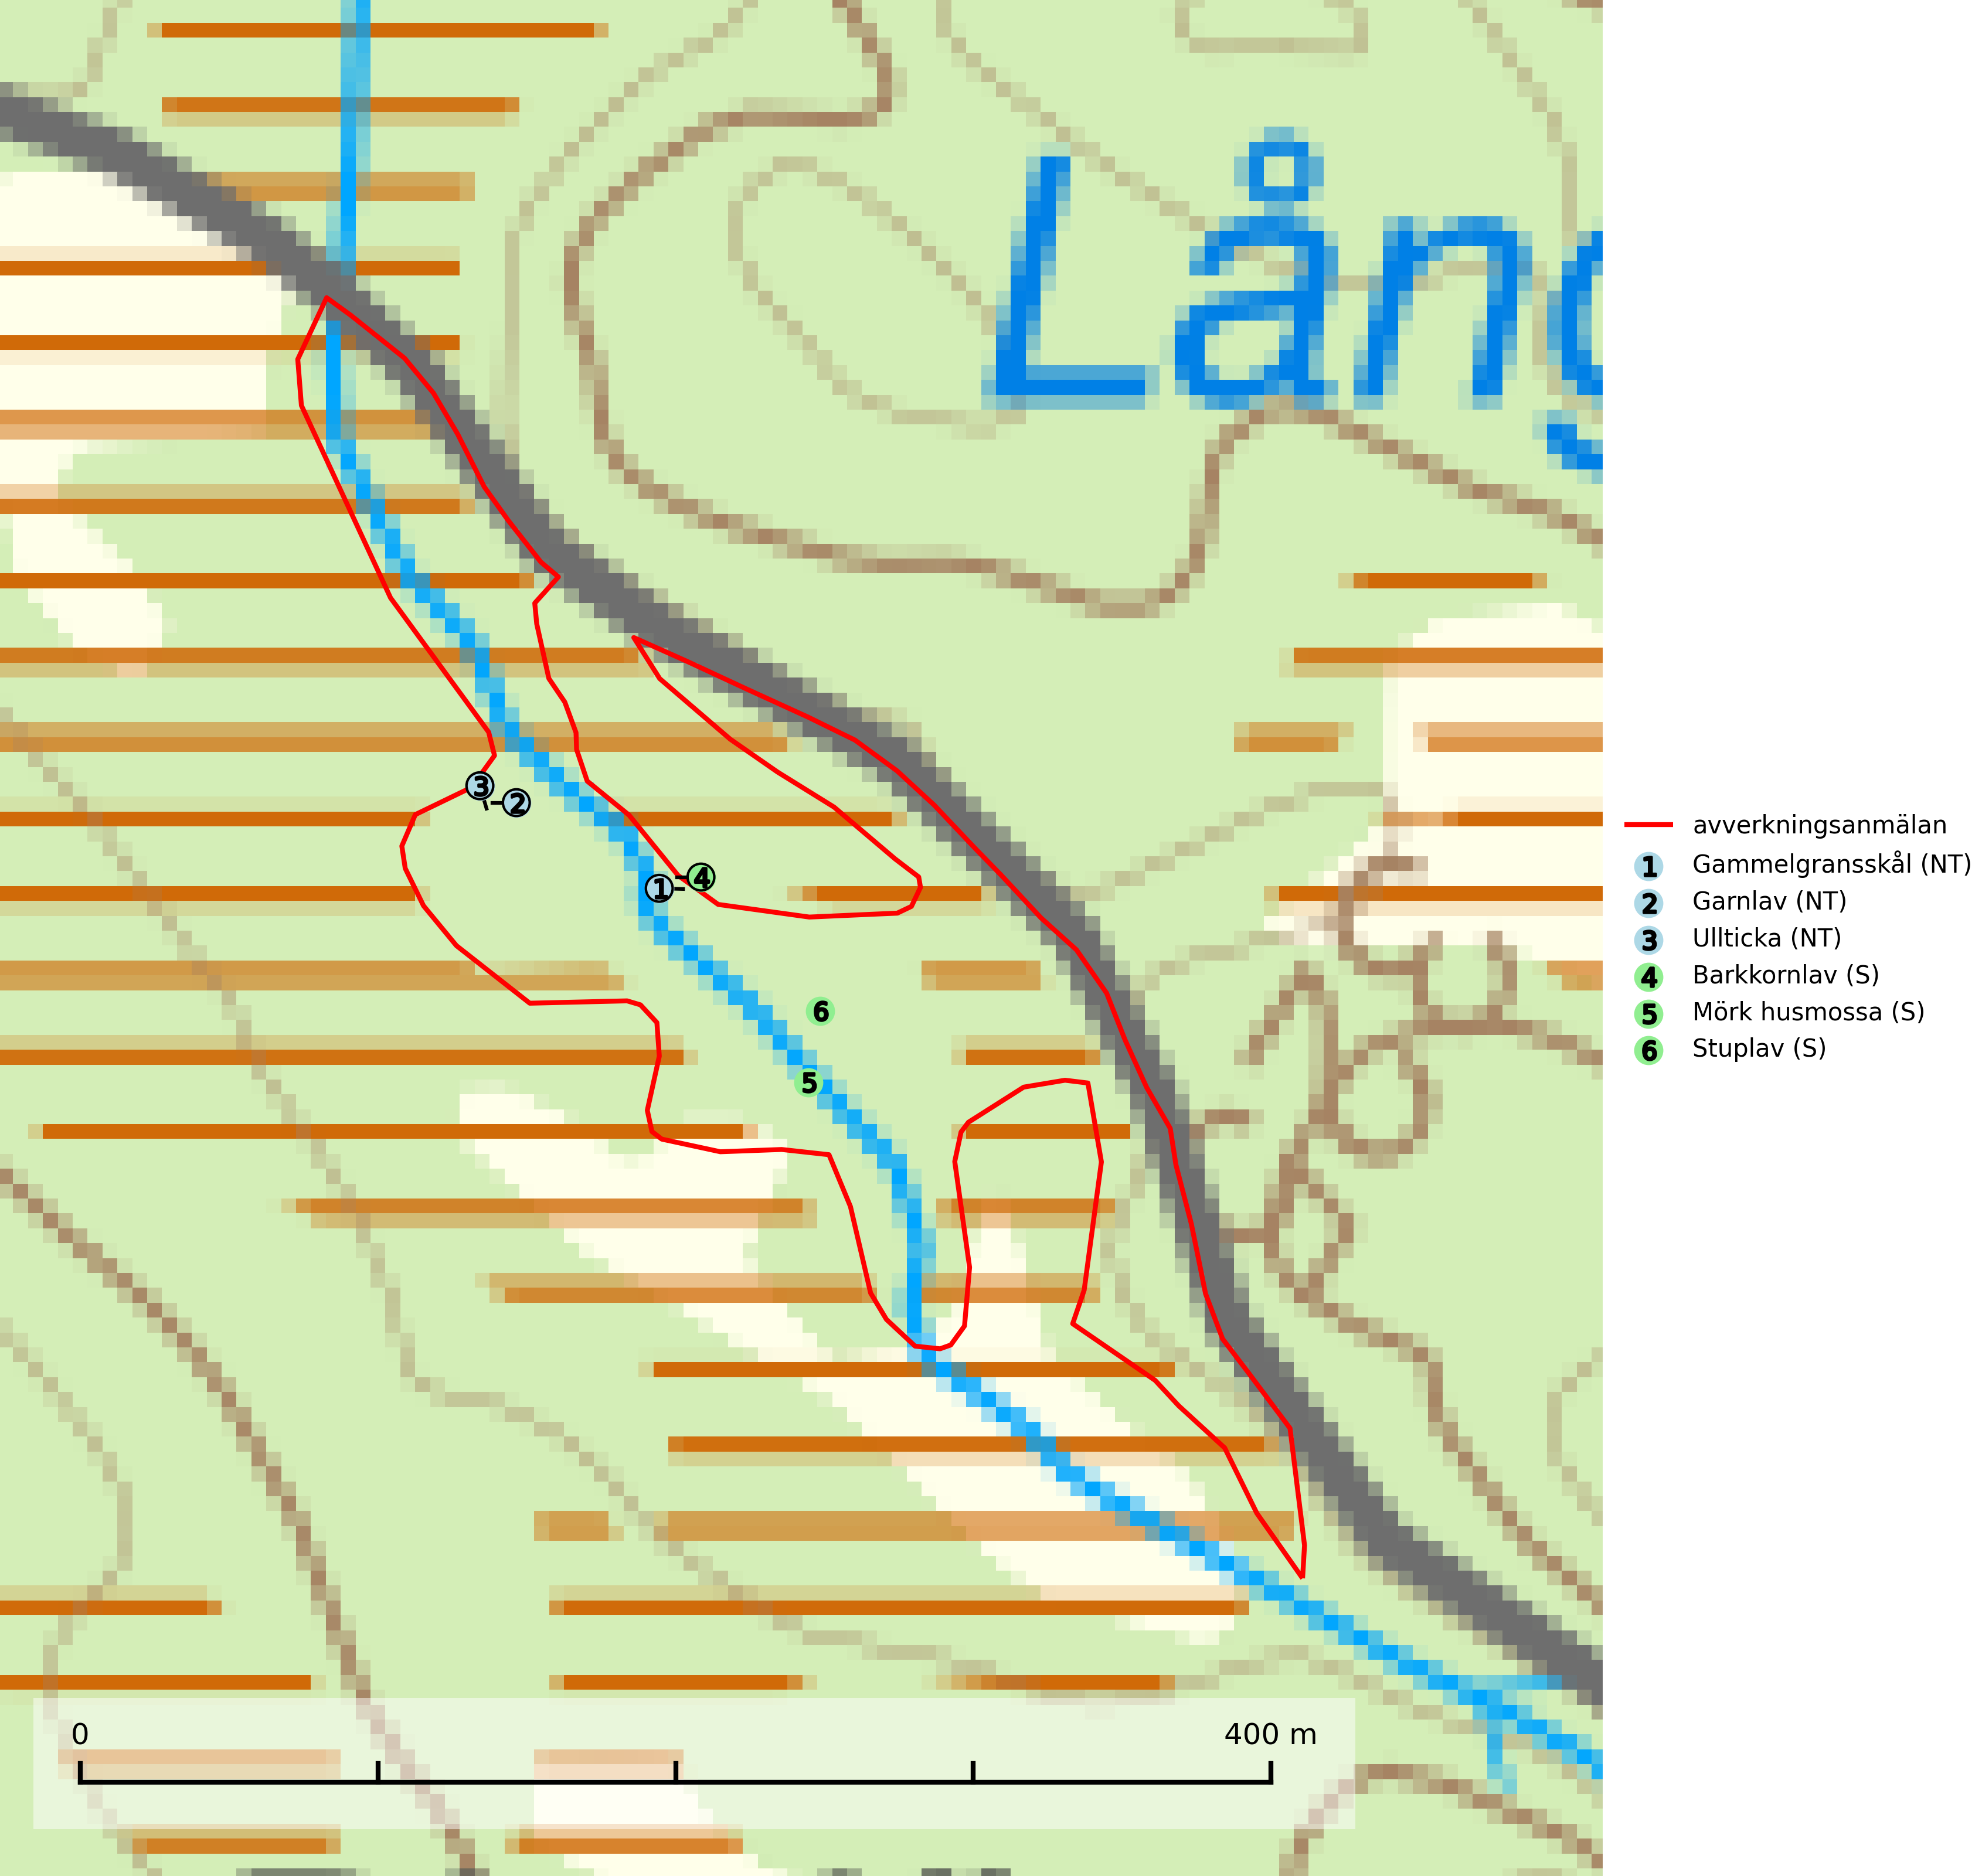 Lån
3
2
1
4
6
5
avverkningsanmälan
1 Gammelgransskål (NT)
2 Garnlav (NT)
3 Ullticka (NT)
4 Barkkornlav (S)
5 Mörk husmossa (S)
6 Stuplav (S)
0 400 m